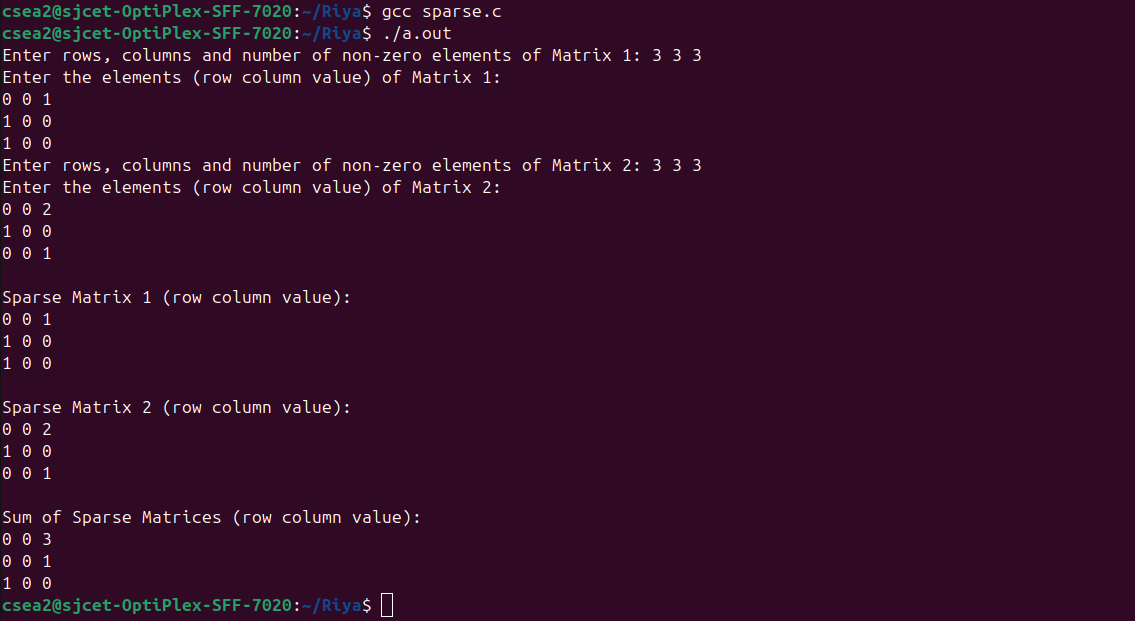 csea2@sjcet-OptiPlex-SFF-7020:~/Riya$ gcc sparse.c
csea2@sjcet-OptiPlex-SFF-7020:~/Riya$ ./a.out
Enter rows, columns and number of non-zero elements of Matrix 1: 3 3 3
Enter the elements (row column value) of Matrix 1:
0 0 1
1 0 0
1 0 0
Enter rows, columns and number of non-zero elements of Matrix 2: 3 3 3
Enter the elements (row column value) of Matrix 2:
0 0 2
1 0 0
0 0 1
Sparse Matrix 1 (row column value):
0 0 1
1 0 0
1 0 0
Sparse Matrix 2 (row column value):
0 0 2
1 0 0
0 0 1
Sum of Sparse Matrices (row column value):
0 0 3
0 0 1
1 0 0
csea2@sjcet-OptiPlex-SFF-7020:~/Riya$